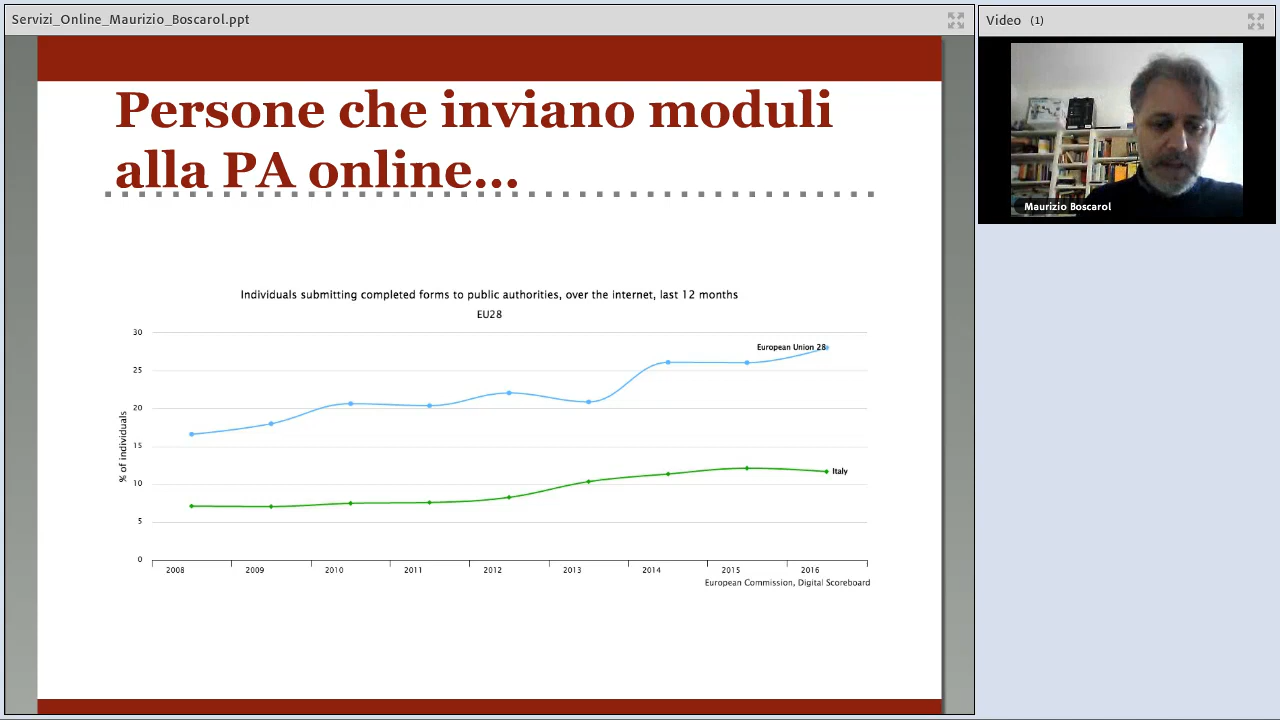 Servizi_Online_Maurizio_Boscarol.ppt
Video (1)
Maurizio Boscarol
Persone che inviano moduli
alla PA online...
Individuals submitting completed forms to public authorities, over the internet, last 12 months
EU28
% of individuals
30
25
20
15
10
5
0
European Union 28
Italy
2008 2009 2010 2011 2012 2013 2014 2015 2016
European Commission, Digital Scoreboard